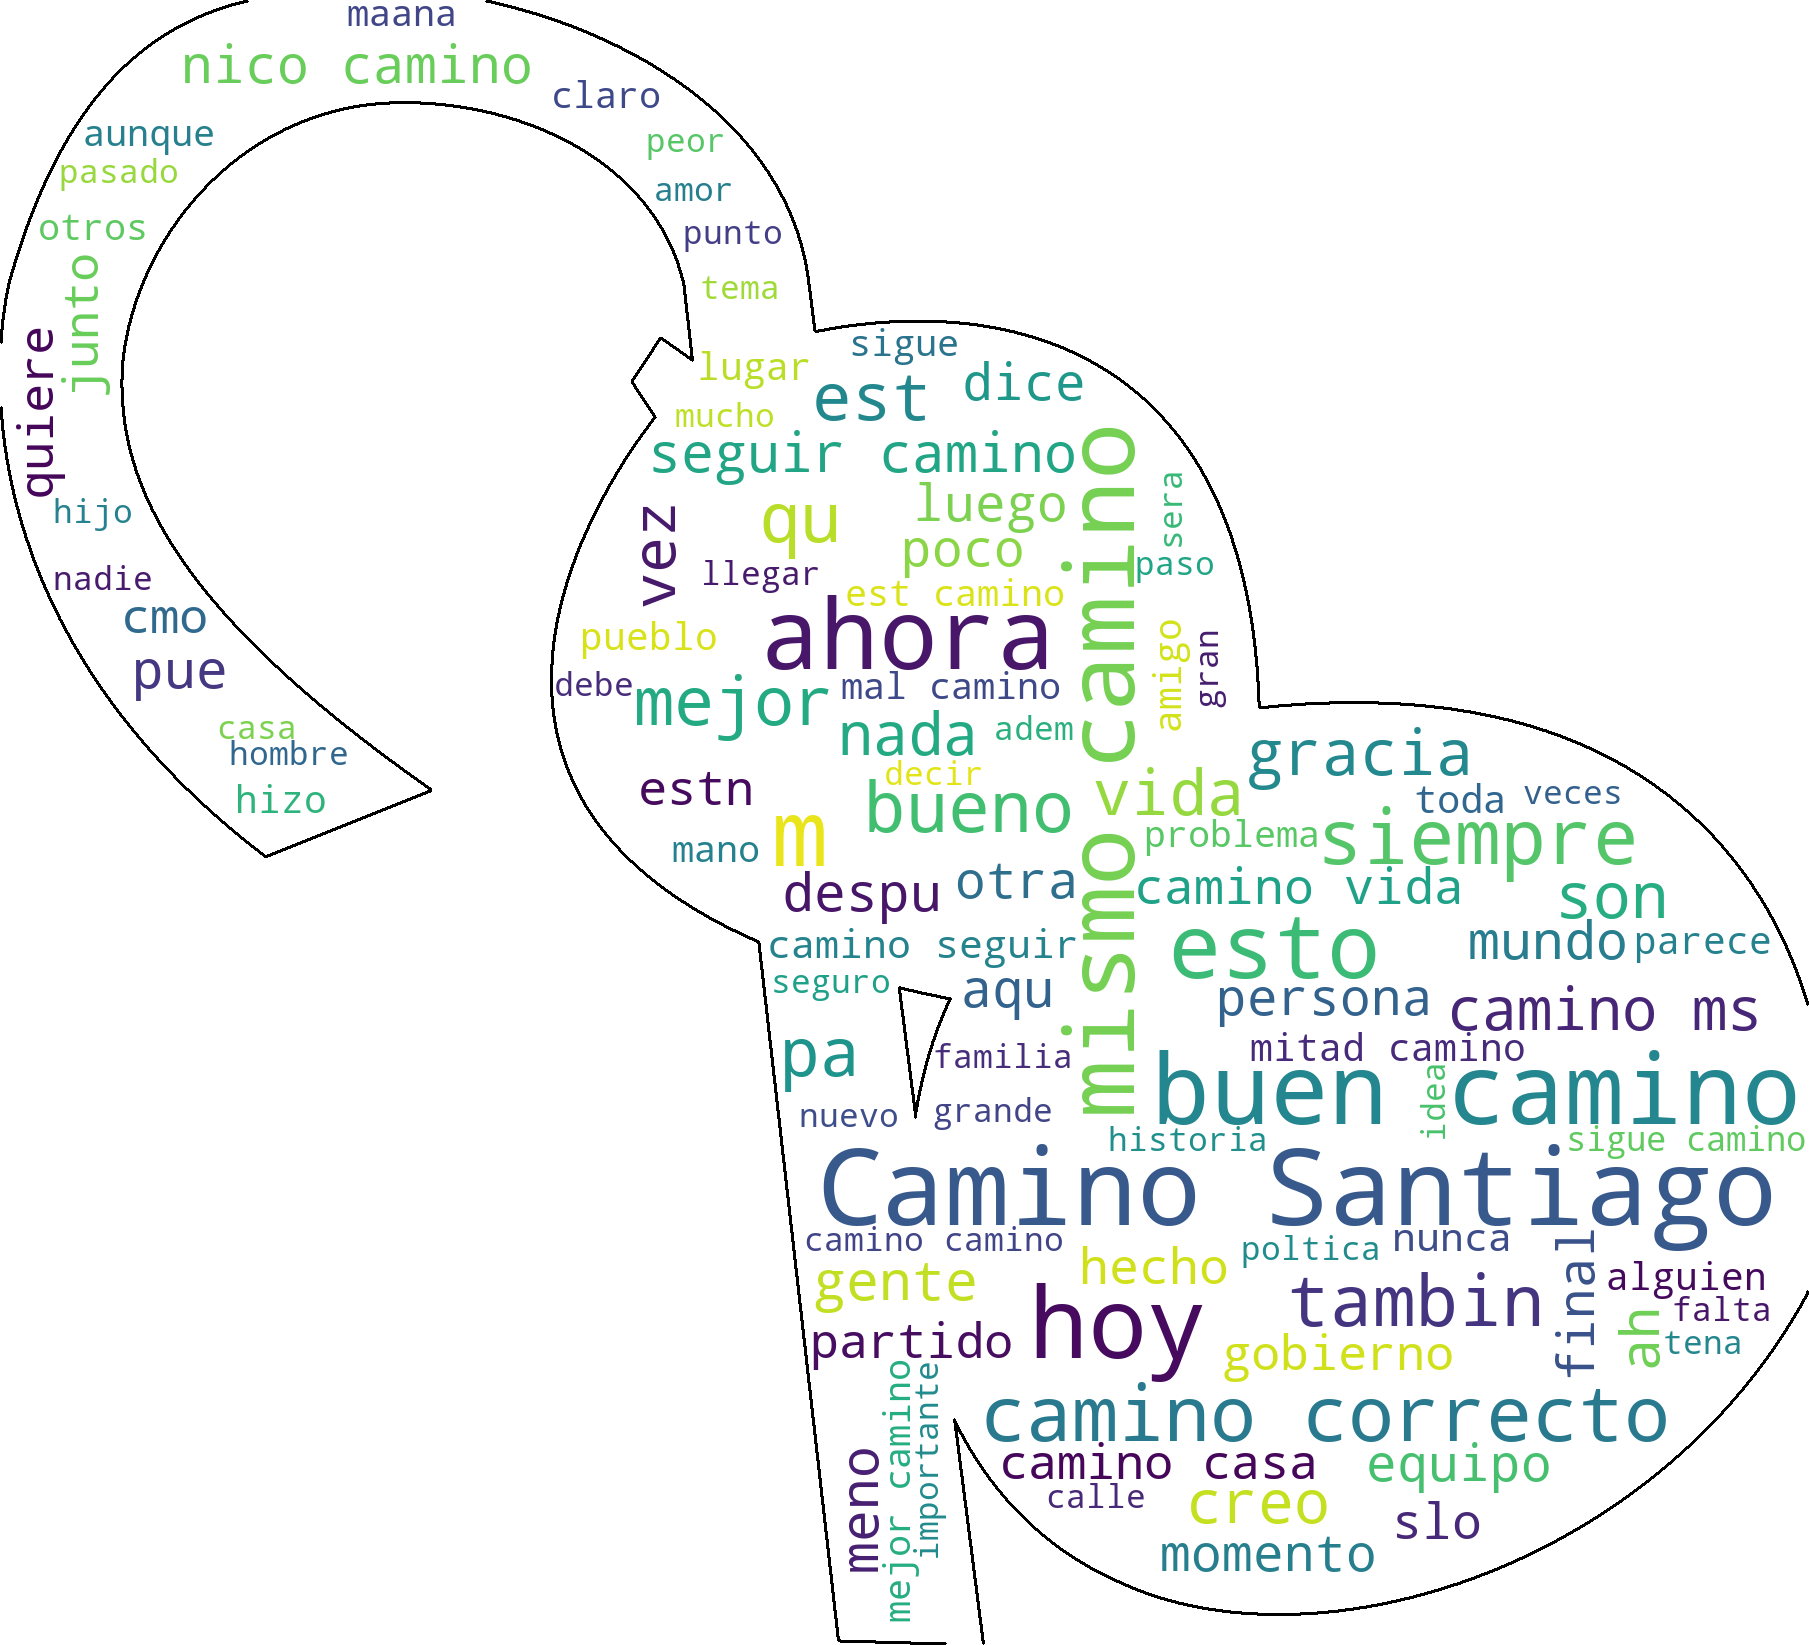 maana
nico camino
claro
aunque
peor
pasado
amor
otros
punto
junto
tema
quiere
sigue
lugar
est
dice
mucho
seguir camino
mismo camino
hijo
vez
qu
luego
sera
poco
paso
nadie
llegar
est camino
cmo
pueblo
ahora
amigo
gran
pue
debe
mejor
mal camino
casa
nada
adem
hombre
decir
gracia
hizo
estn
bueno
vida
toda
veces
mano
m
problema
siempre
despu
otra
camino vida
son
camino seguir
esto
mundo
parece
seguro
aqu
persona
camino ms
pa
familia
mitad camino
nuevo
grande
buen camino
idea
historia
sigue camino
Camino Santiago
camino camino
hecho
poltica
nunca
final
gente
tambin
alguien
hoy
falta
partido
gobierno
ah
tena
mejor camino
importante
camino correcto
meno
camino casa
equipo
calle
creo
slo
momento